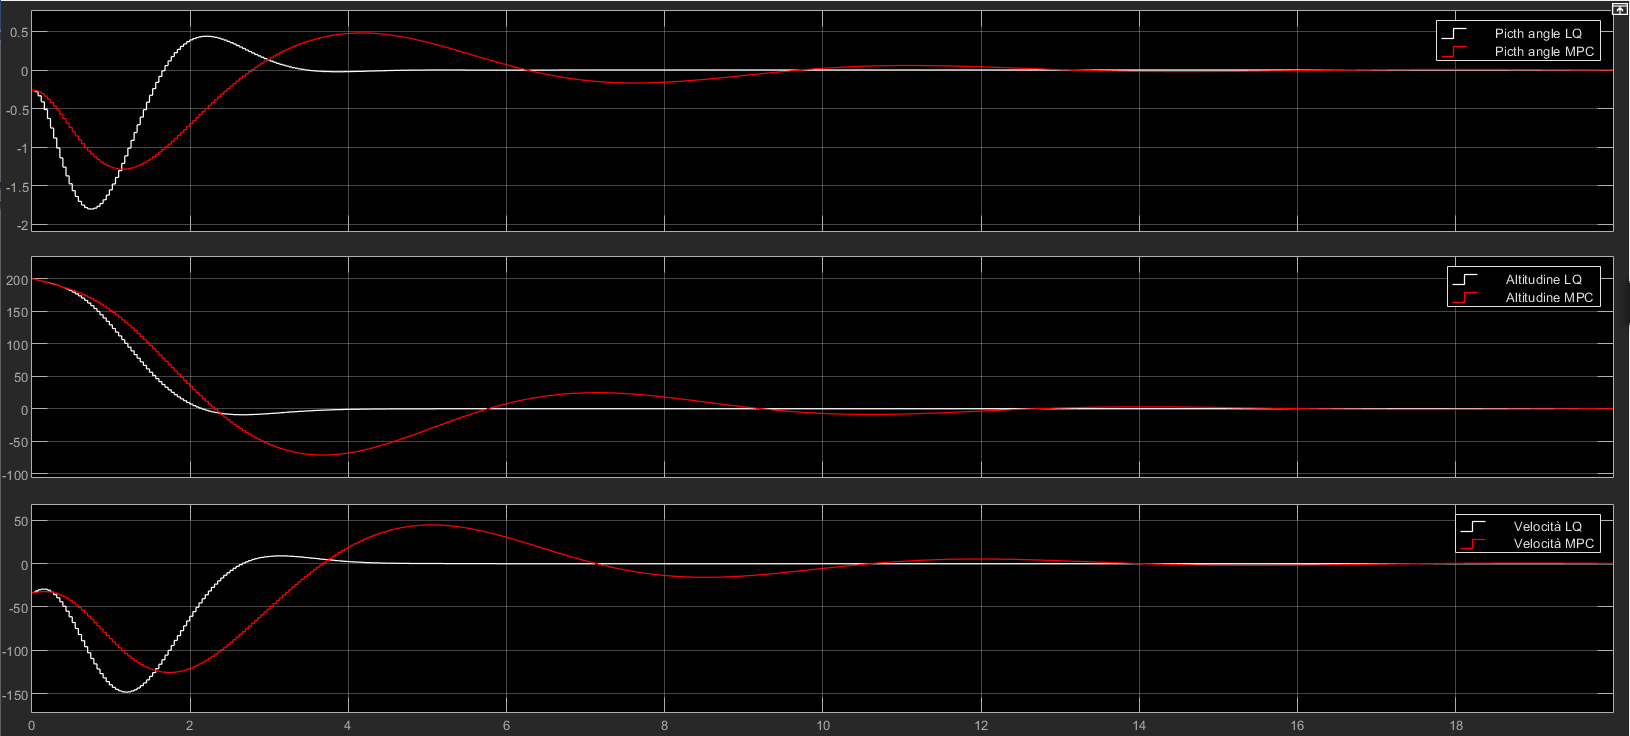 Picth angle LQ
Picth angle MPC
0.5
0
-0.5
-1
-1.5
-2
Altitudine LQ
Altitudine MPC
200
150
100
50
0
-50
-100
Velocità LQ
Velocità MPC
50
0
-50
-100
-150
0 2 4 6 8 10 12 14 16 18